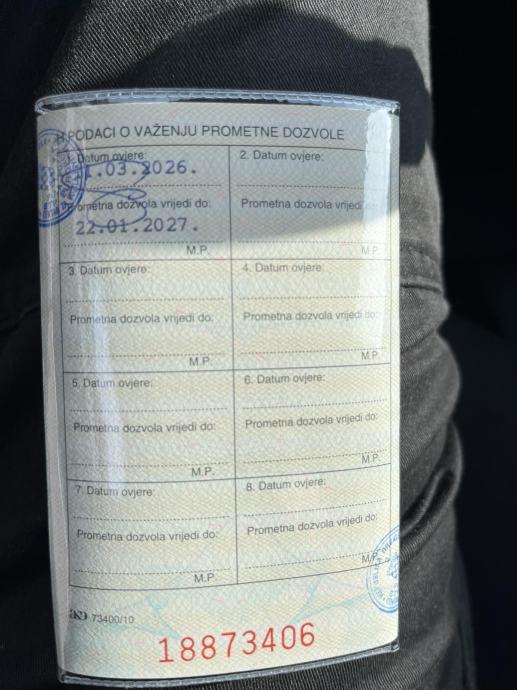 H PODACI O VAŽENJU PROMETNE DOZVOLE
Datum ovjere:
.03.2026.
Prometna dozvola vrijedi do:
22.01.2027.
M.P.
2. Datum ovjere:
Prometna dozvola vrijedi do:
M.P.
3. Datum ovjere:
Prometna dozvola vrijedi do:
M.P.
4. Datum ovjere:
Prometna dozvola vrijedi do:
M.P.
5. Datum ovjere:
Prometna dozvola vrijedi do:
M.P.
6. Datum ovjere:
Prometna dozvola vrijedi do:
M.P.
7. Datum ovjere:
Prometna dozvola vrijedi do:
M.P.
8. Datum ovjere:
Prometna dozvola vrijedi do:
M.P.
AKD 73400/10
18873406